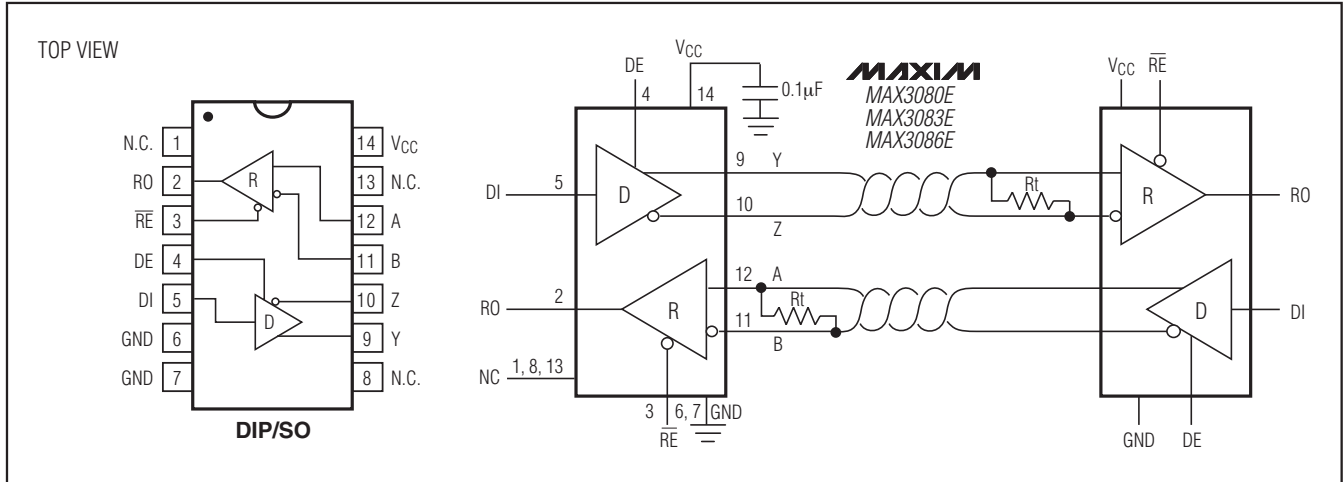 TOP VIEW
N.C. 1
RO 2
R̅E̅ 3
DE 4
DI 5
GND 6
GND 7
14 VCC
13 N.C.
12 A
11 B
10 Z
9 Y
8 N.C.
R
D
DIP/SO
DE
4
VCC
14
0.1µF
MAXIM
MAX3080E
MAX3083E
MAX3086E
DI 5
D
9 Y
10
Z
Rt
RO 2
R
12 A
Rt
11
B
NC 1, 8, 13
3
R̅E̅
6, 7 GND
VCC
R̅E̅
R
RO
D
DI
GND
DE